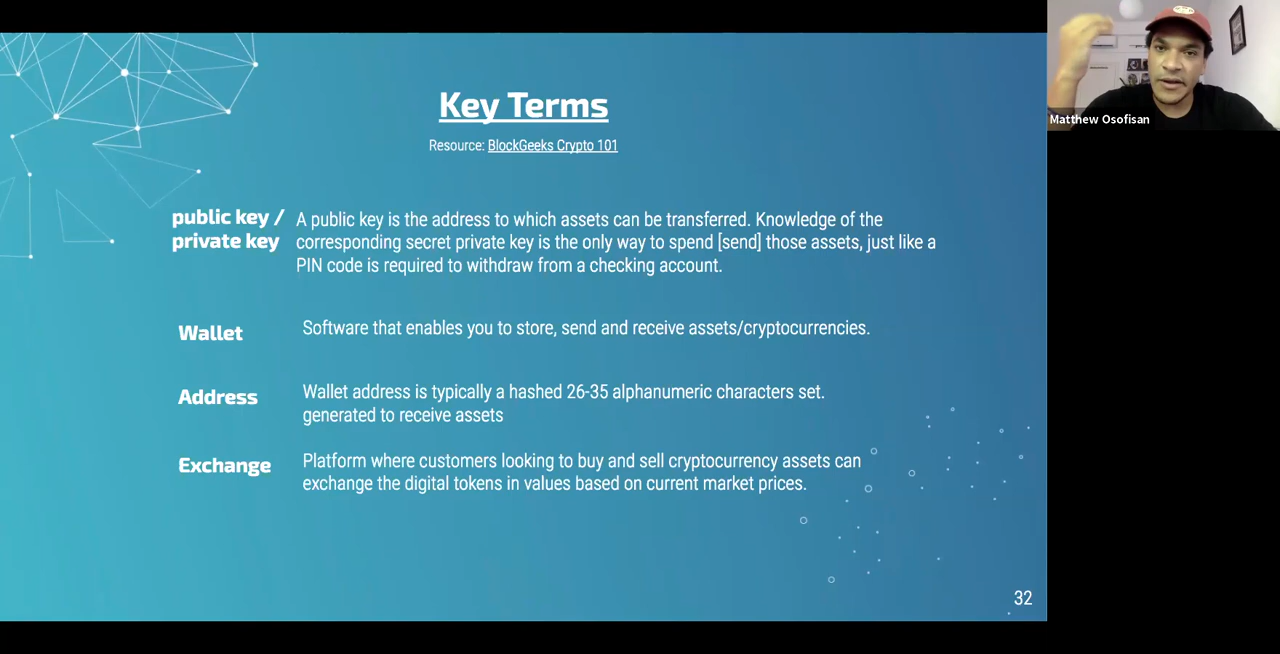 Key Terms
Resource: BlockGeeks Crypto 101
public key /
private key
A public key is the address to which assets can be transferred. Knowledge of the
corresponding secret private key is the only way to spend [send] those assets, just like a
PIN code is required to withdraw from a checking account.
Wallet
Software that enables you to store, send and receive assets/cryptocurrencies.
Address
Wallet address is typically a hashed 26-35 alphanumeric characters set.
generated to receive assets
Exchange
Platform where customers looking to buy and sell cryptocurrency assets can
exchange the digital tokens in values based on current market prices.
32
Matthew Osofisan